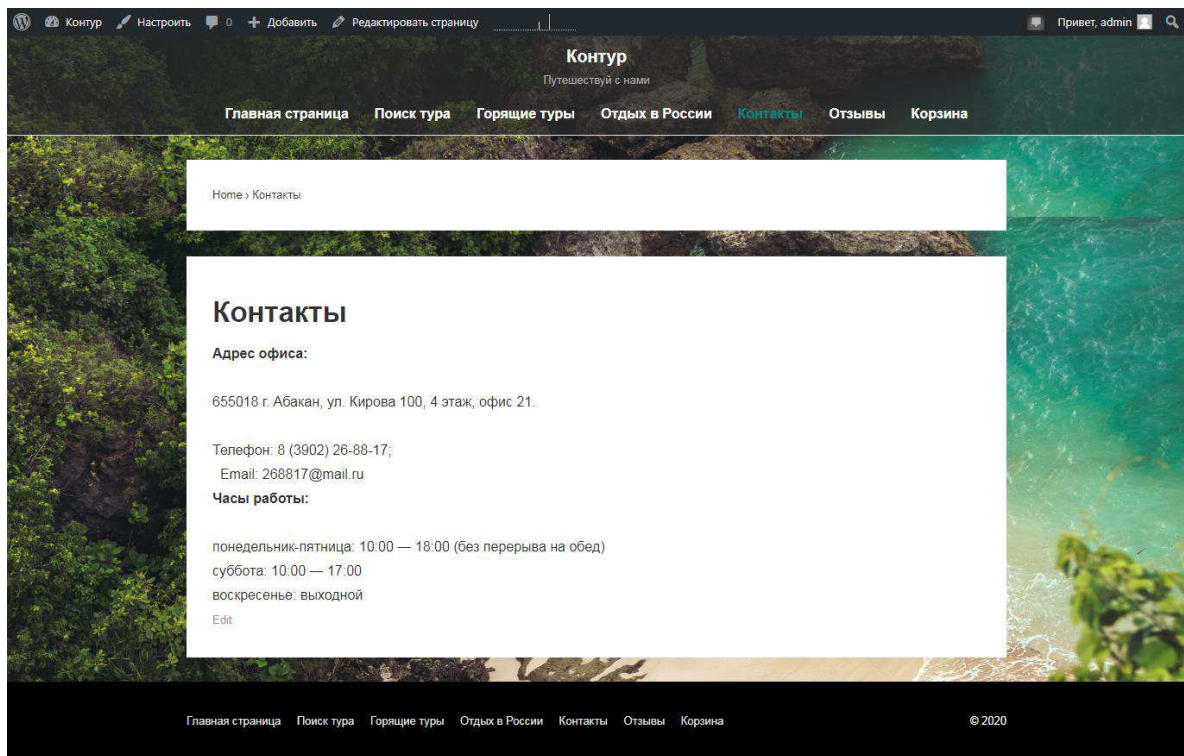 Контур Настроить 0 Добавить Редактировать страницу Привет, admin
Контур
Путешествуй с нами
Главная страница Поиск тура Горящие туры Отдых в России Контакты Отзывы Корзина
Home › Контакты
Контакты
Адрес офиса:
655018 г. Абакан, ул. Кирова 100, 4 этаж, офис 21.
Телефон: 8 (3902) 26-88-17;
Email: 268817@mail.ru
Часы работы:
понедельник-пятница: 10:00 — 18:00 (без перерыва на обед)
суббота: 10:00 — 17:00
воскресенье: выходной
Edit
Главная страница Поиск тура Горящие туры Отдых в России Контакты Отзывы Корзина © 2020